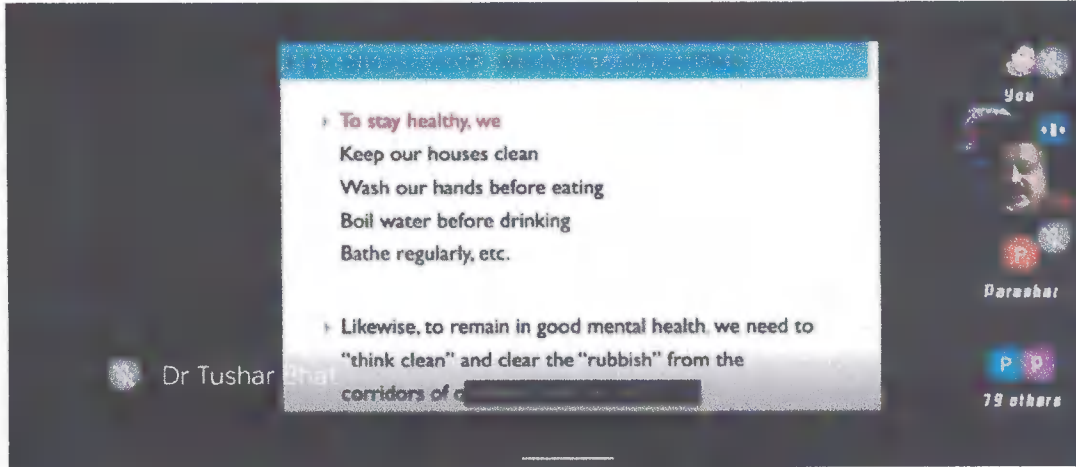 To stay healthy, we
Keep our houses clean
Wash our hands before eating
Boil water before drinking
Bathe regularly, etc.
Likewise, to remain in good mental health we need to
"think clean" and clear the "rubbish" from the
corridors of
Dr Tushar Bhat
You
P
Parashar
P P
79 others